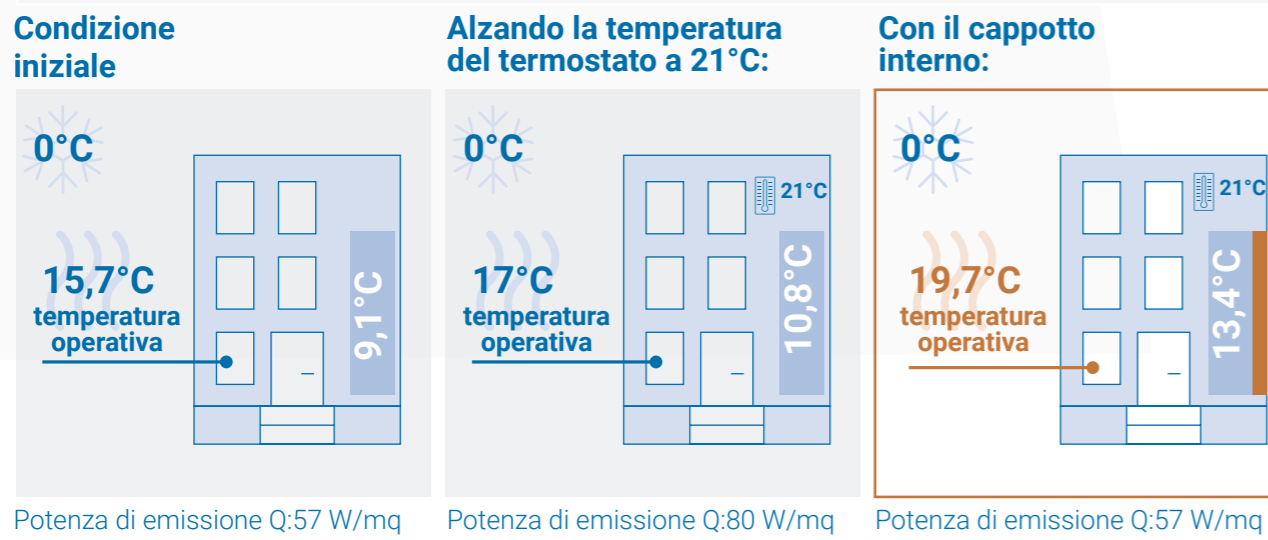 Condizione
iniziale
0°C
15,7°C
temperatura
operativa
9,1°C
Potenza di emissione Q:57 W/mq
Alzando la temperatura
del termostato a 21°C:
0°C
21°C
17°C
temperatura
operativa
10,8°C
Potenza di emissione Q:80 W/mq
Con il cappotto
interno:
0°C
21°C
19,7°C
temperatura
operativa
13,4°C
Potenza di emissione Q:57 W/mq